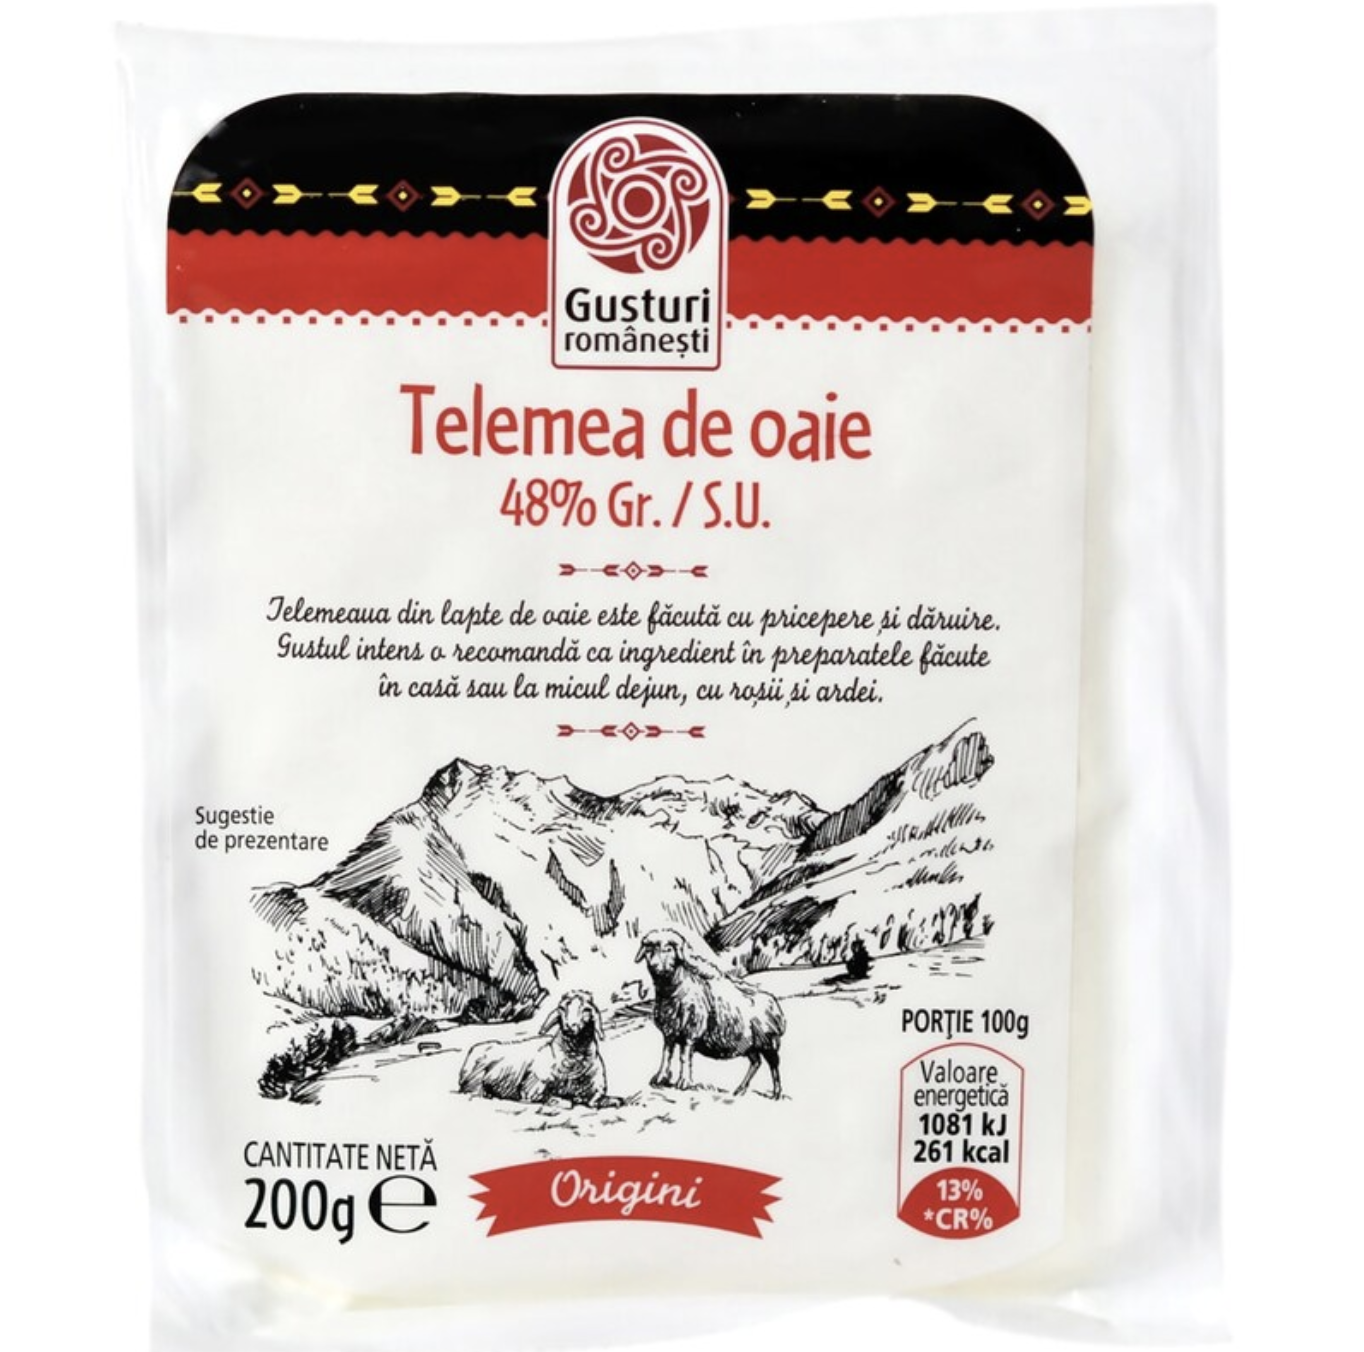 Gusturi
românești
Telemea de oaie
48% Gr. / S.U.
Telemeaua din lapte de oaie este făcută cu pricepere și dăruire.
Gustul intens o recomandă ca ingredient în preparatele făcute
în casă sau la micul dejun, cu roșii și ardei.
Sugestie
de prezentare
PORŢIE 100g
Valoare
energetică
1081 kJ
261 kcal
13%
*CR%
CANTITATE NETĂ
200g ℮
Origini